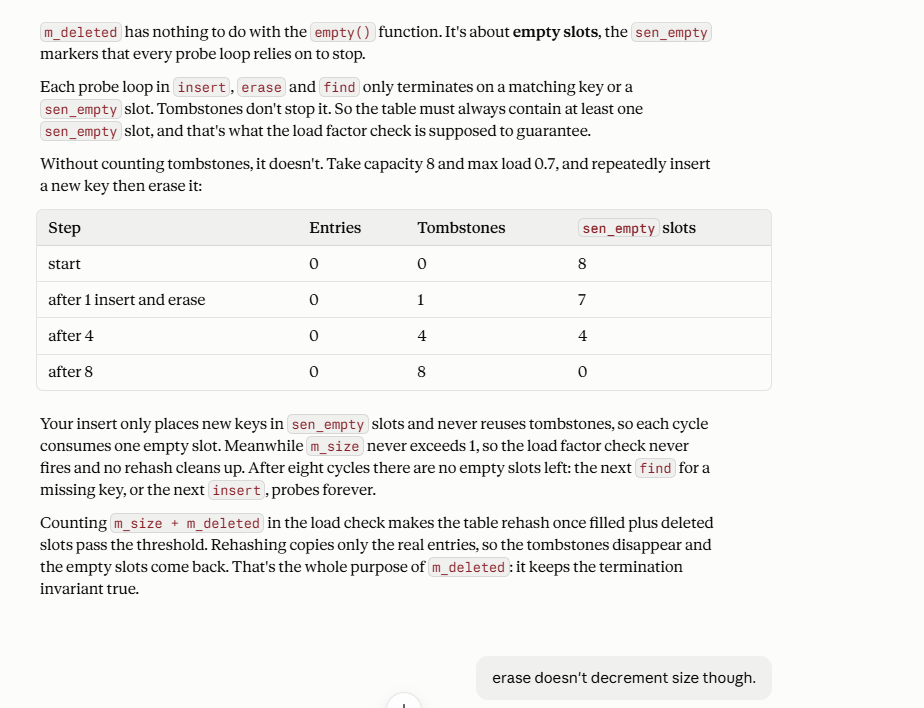 m_deleted has nothing to do with the empty() function. It's about empty slots, the sen_empty
markers that every probe loop relies on to stop.
Each probe loop in insert, erase and find only terminates on a matching key or a
sen_empty slot. Tombstones don't stop it. So the table must always contain at least one
sen_empty slot, and that's what the load factor check is supposed to guarantee.
Without counting tombstones, it doesn't. Take capacity 8 and max load 0.7, and repeatedly insert
a new key then erase it:
Step Entries Tombstones sen_empty slots
start 0 0 8
after 1 insert and erase 0 1 7
after 4 0 4 4
after 8 0 8 0
Your insert only places new keys in sen_empty slots and never reuses tombstones, so each cycle
consumes one empty slot. Meanwhile m_size never exceeds 1, so the load factor check never
fires and no rehash cleans up. After eight cycles there are no empty slots left: the next find for a
missing key, or the next insert, probes forever.
Counting m_size + m_deleted in the load check makes the table rehash once filled plus deleted
slots pass the threshold. Rehashing copies only the real entries, so the tombstones disappear and
the empty slots come back. That's the whole purpose of m_deleted: it keeps the termination
invariant true.
erase doesn't decrement size though.